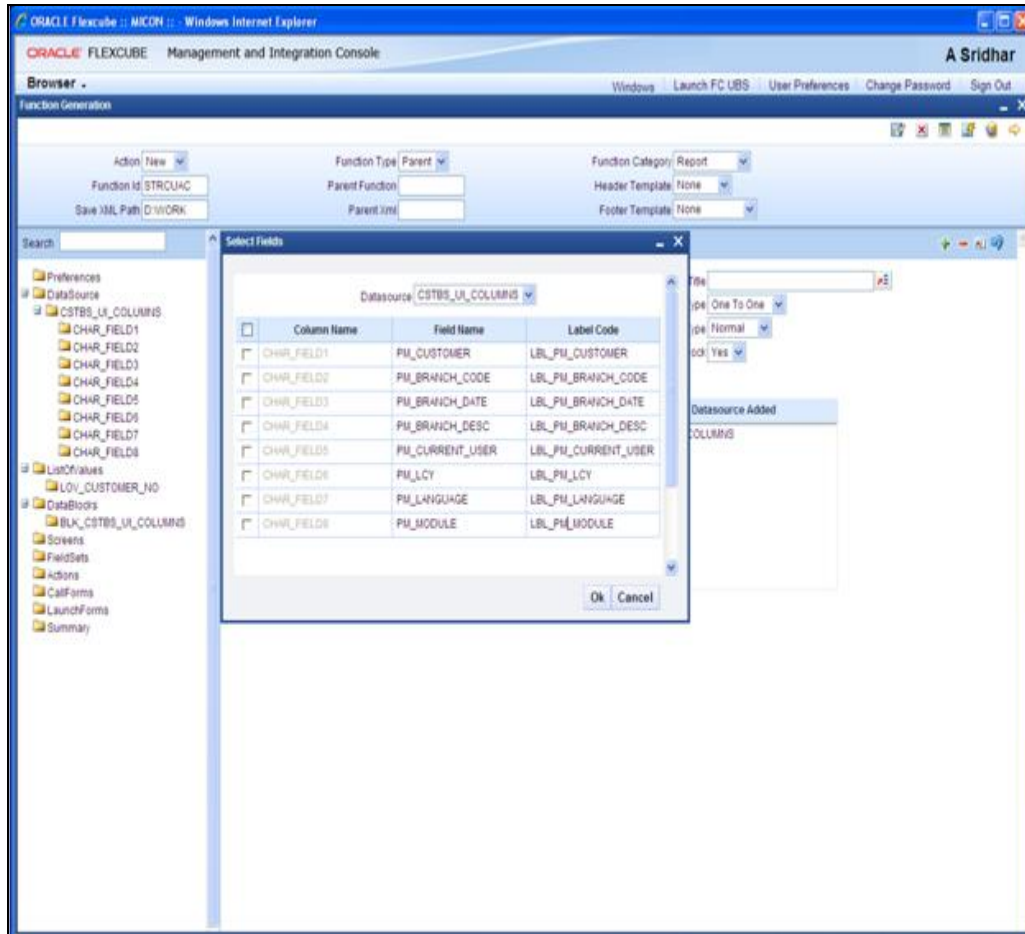 ORACLE Flexcube :: MICON :: - Windows Internet Explorer
ORACLE FLEXCUBE Management and Integration Console
A Sridhar
Browser
Windows Launch FC UBS User Preferences Change Password Sign Out
Function Generation
Action New Function Type Parent Function Category Report
Function Id STRCUAC Parent Function Header Template None
Save XML Path D:\WORK Parent Xml Footer Template None
Search
Preferences
DataSource
CSTBS_UI_COLUMNS
CHAR_FIELD1
CHAR_FIELD2
CHAR_FIELD3
CHAR_FIELD4
CHAR_FIELD5
CHAR_FIELD6
CHAR_FIELD7
CHAR_FIELD8
ListOfValues
LOV_CUSTOMER_NO
DataBlocks
BLK_CSTBS_UI_COLUMNS
Screens
FieldSets
Actions
CallForms
LaunchForms
Summary
Select Fields
Datasource CSTBS_UI_COLUMNS
Column Name Field Name Label Code
CHAR_FIELD1 PM_CUSTOMER LBL_PM_CUSTOMER
CHAR_FIELD2 PM_BRANCH_CODE LBL_PM_BRANCH_CODE
CHAR_FIELD3 PM_BRANCH_DATE LBL_PM_BRANCH_DATE
CHAR_FIELD4 PM_BRANCH_DESC LBL_PM_BRANCH_DESC
CHAR_FIELD5 PM_CURRENT_USER LBL_PM_CURRENT_USER
CHAR_FIELD6 PM_LCY LBL_PM_LCY
CHAR_FIELD7 PM_LANGUAGE LBL_PM_LANGUAGE
CHAR_FIELD8 PM_MODULE LBL_PM_MODULE
Ok Cancel
Title
ype One To One
ype Normal
ock Yes
Datasource Added
COLUMNS